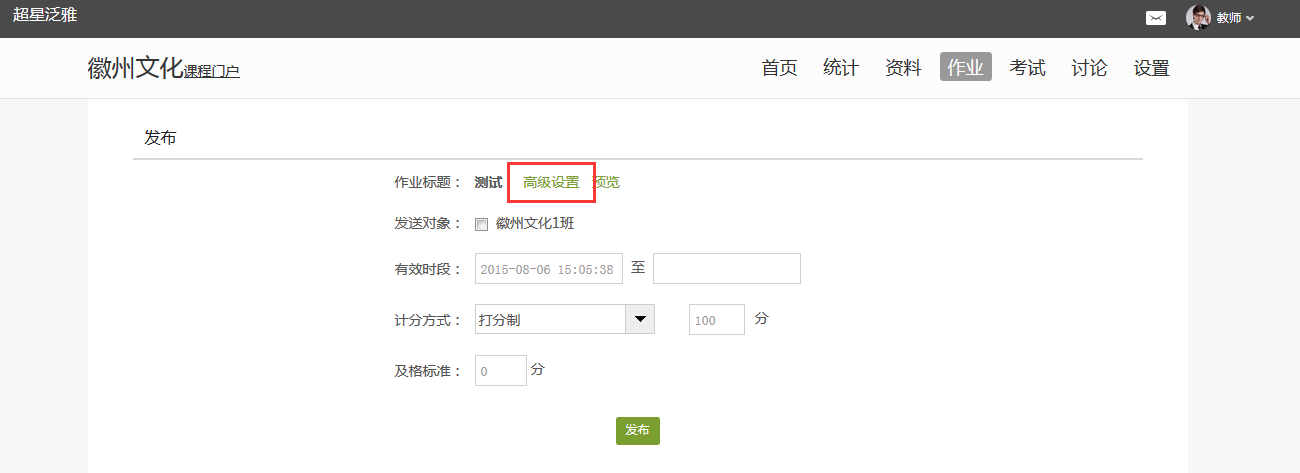 超星泛雅
教师
徽州文化课程门户 首页 统计 资料 作业 考试 讨论 设置
发布
作业标题： 测试 高级设置 预览
发送对象： 徽州文化1班
有效时段： 2015-08-06 15:05:38 至
计分方式： 打分制 100 分
及格标准： 0 分
发布